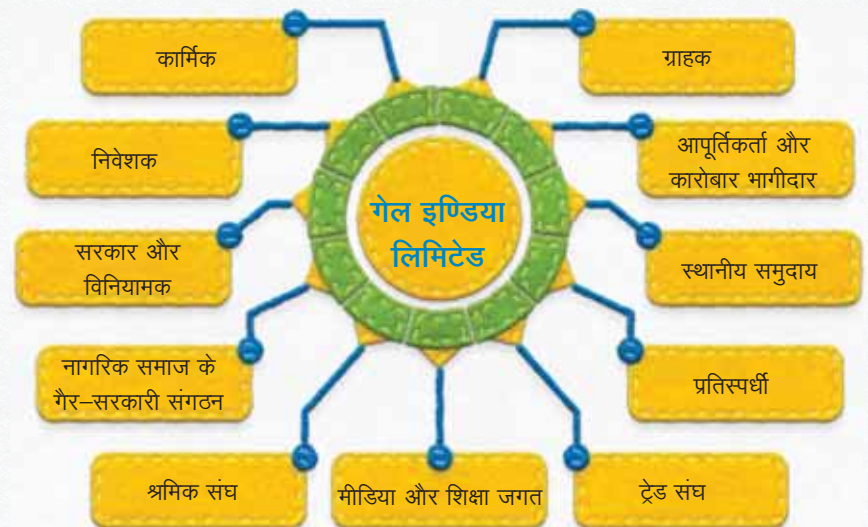 कार्मिक
ग्राहक
निवेशक
आपूर्तिकर्ता और
कारोबार भागीदार
गेल इण्डिया
लिमिटेड
सरकार और
विनियामक
स्थानीय समुदाय
नागरिक समाज के
गैर–सरकारी संगठन
प्रतिस्पर्धी
श्रमिक संघ
मीडिया और शिक्षा जगत
ट्रेड संघ